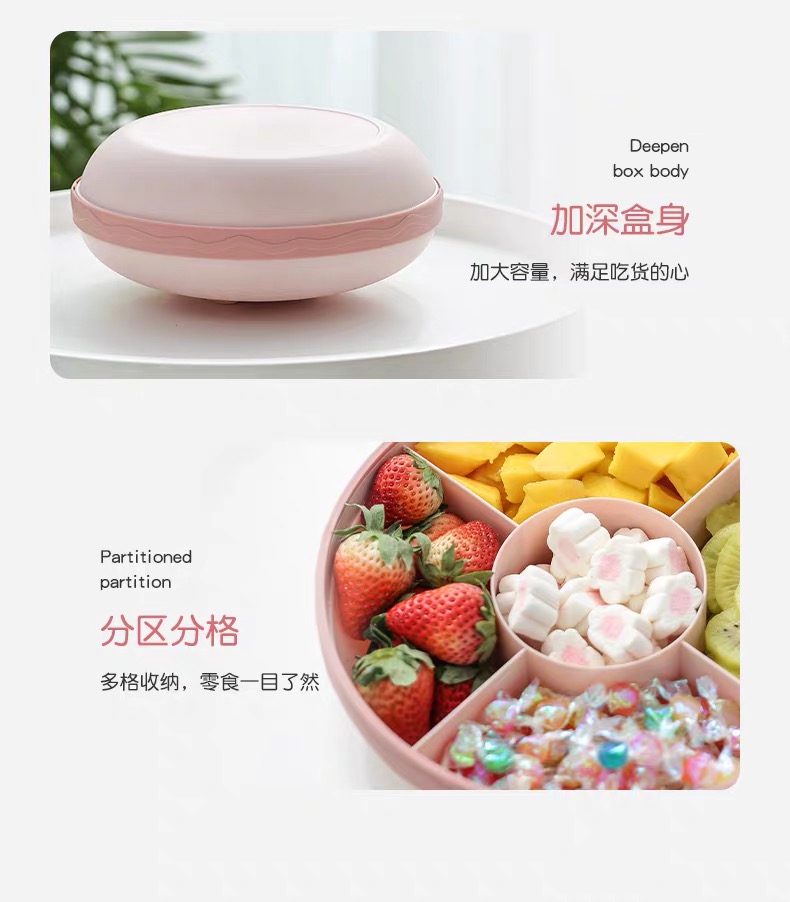 Deepen
box body
加深盒身
加大容量，满足吃货的心
Partitioned
partition
分区分格
多格收纳，零食一目了然